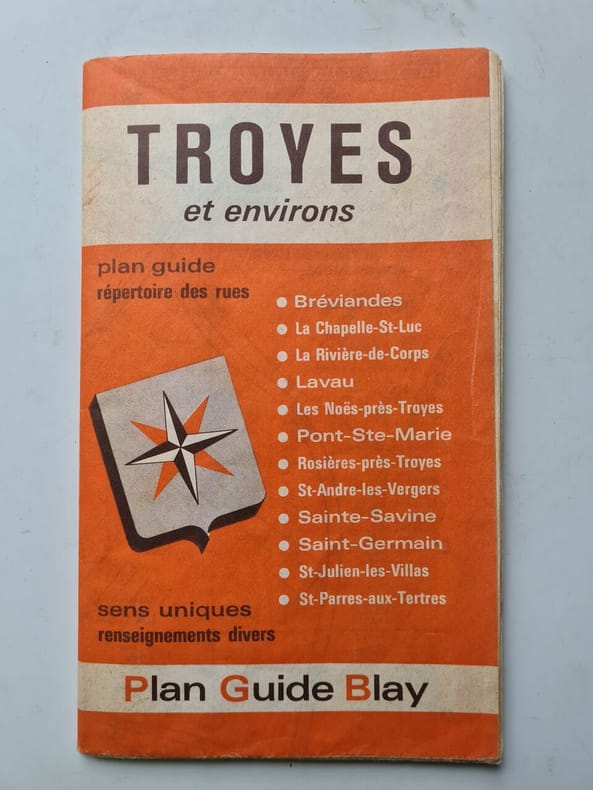 TROYES
et environs
plan guide
répertoire des rues
Bréviandes
La Chapelle-St-Luc
La Rivière-de-Corps
Lavau
Les Noës-près-Troyes
Pont-Ste-Marie
Rosières-près-Troyes
St-Andre-les-Vergers
Sainte-Savine
Saint-Germain
St-Julien-les-Villas
St-Parres-aux-Tertres
sens uniques
renseignements divers
Plan Guide Blay